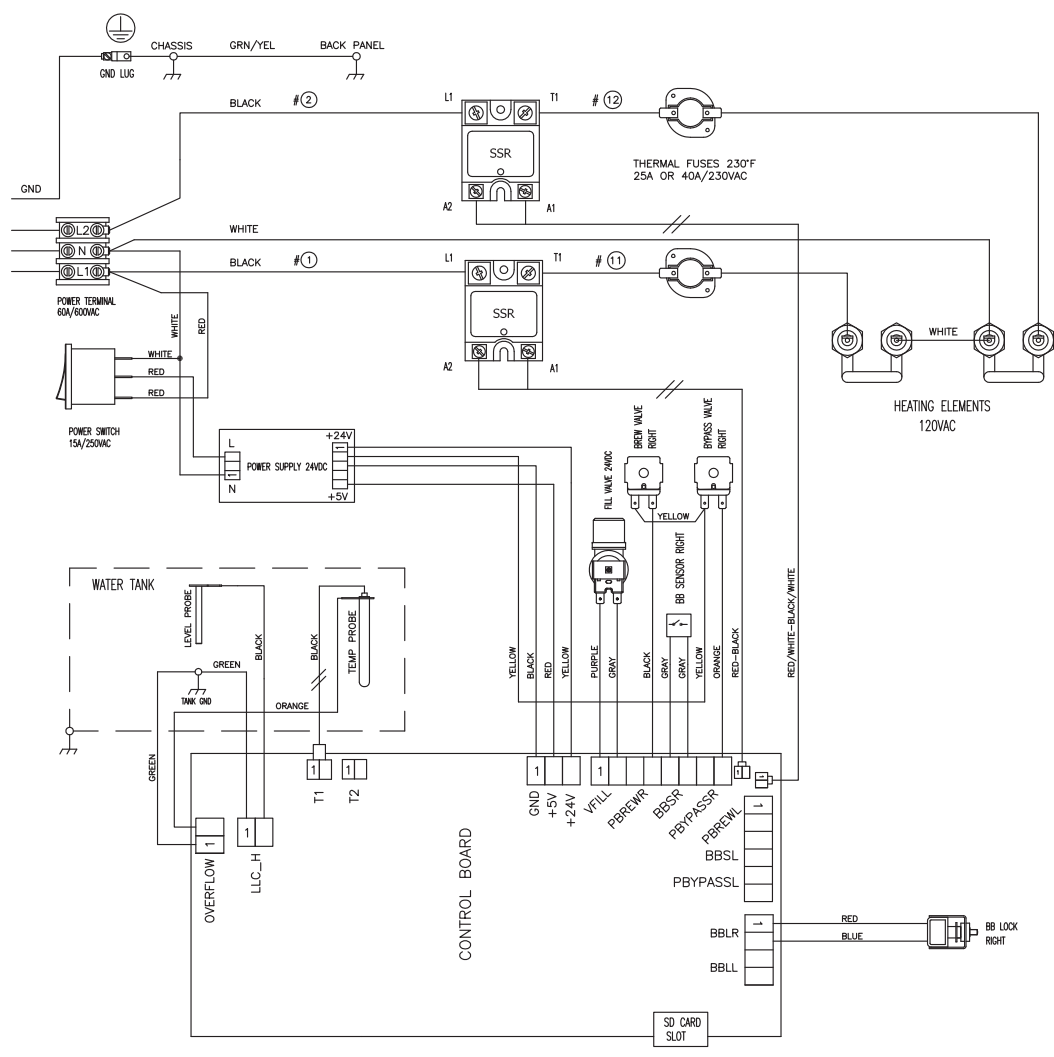 CHASSIS
GRN/YEL
BACK PANEL
GND LUG
BLACK
#2
L1
T1
#12
SSR
THERMAL FUSES 230°F
25A OR 40A/230VAC
A2
A1
GND
L2
N
L1
WHITE
BLACK
#1
L1
T1
#11
SSR
A2
A1
POWER TERMINAL
60A/600VAC
WHITE
RED
WHITE
RED
RED
POWER SWITCH
15A/250VAC
WHITE
HEATING ELEMENTS
120VAC
L
1
N
POWER SUPPLY 24VDC
+24V
1
+5V
FILL VALVE 24VDC
BREW VALVE
RIGHT
BYPASS VALVE
RIGHT
YELLOW
BB SENSOR RIGHT
WATER TANK
LEVEL PROBE
BLACK
BLACK
TEMP PROBE
GREEN
TANK GND
ORANGE
GREEN
YELLOW
BLACK
RED
YELLOW
PURPLE
GRAY
BLACK
GRAY
GRAY
YELLOW
ORANGE
RED-BLACK
RED/WHITE-BLACK/WHITE
1
T1
1
T2
1
GND
+5V
+24V
1
VFILL
PBREWR
BBSR
PBYPASSR
1
1
1
PBREWL
BBSL
PBYPASSL
1
OVERFLOW
1
LLC_H
CONTROL BOARD
1
BBLR
BBLL
RED
BLUE
BB LOCK
RIGHT
SD CARD
SLOT